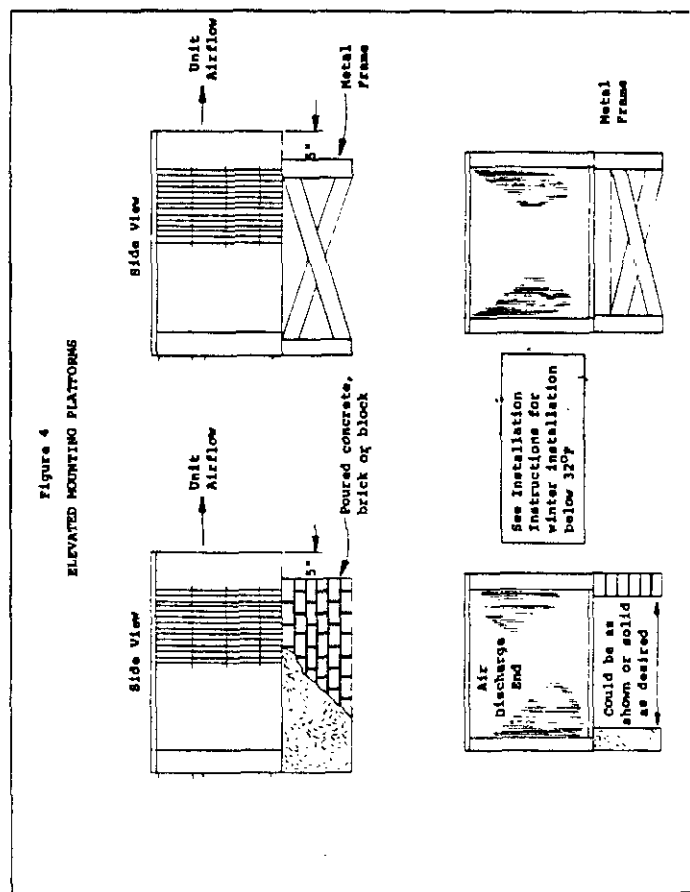 Figure 4
ELEVATED MOUNTING PLATFORMS
Side View
Unit
Airflow
5"
Poured concrete,
brick or block
Side View
Unit
Airflow
5"
Metal
Frame
Air
Discharge
End
Could be as
shown or solid
as desired
See Installation
Instructions for
winter installation
below 32°F
Metal
Frame